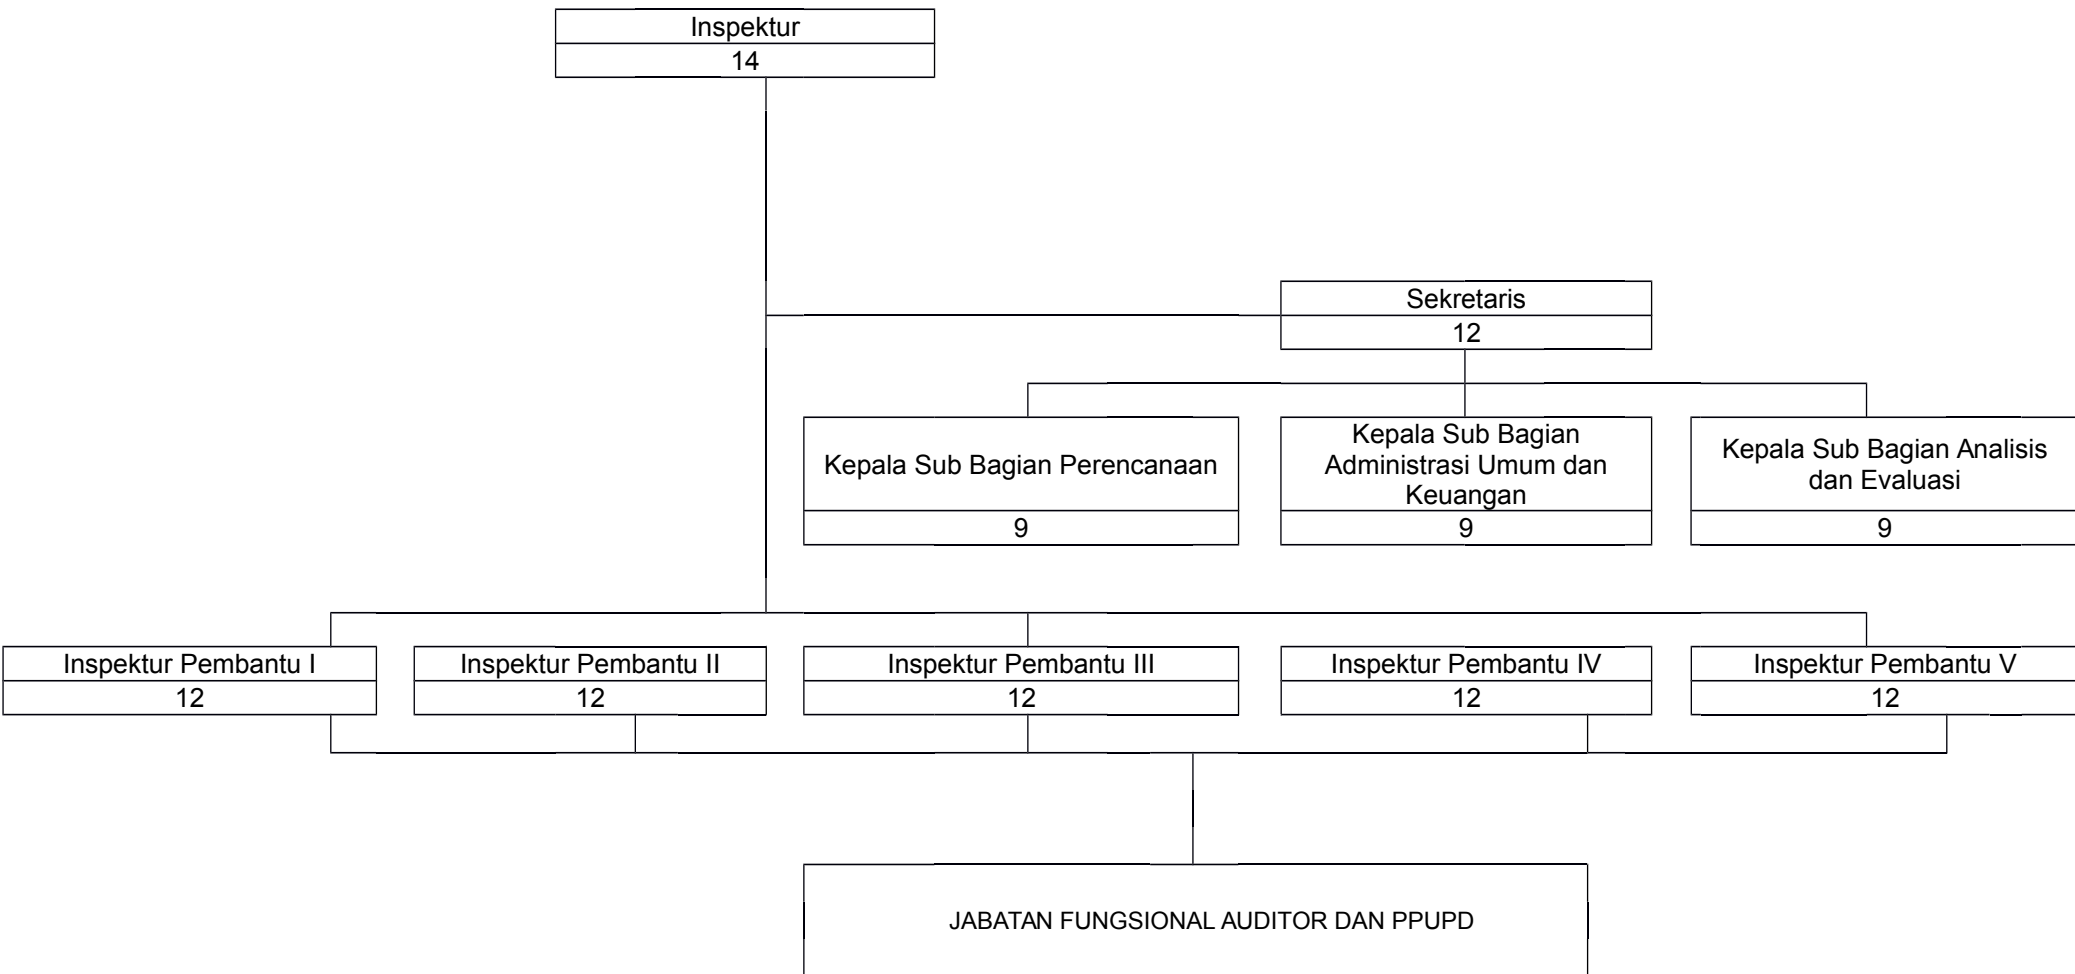 Inspektur
14
Sekretaris
12
Kepala Sub Bagian Perencanaan
9
Kepala Sub Bagian
Administrasi Umum dan
Keuangan
9
Kepala Sub Bagian Analisis
dan Evaluasi
9
Inspektur Pembantu I
12
Inspektur Pembantu II
12
Inspektur Pembantu III
12
Inspektur Pembantu IV
12
Inspektur Pembantu V
12
JABATAN FUNGSIONAL AUDITOR DAN PPUPD